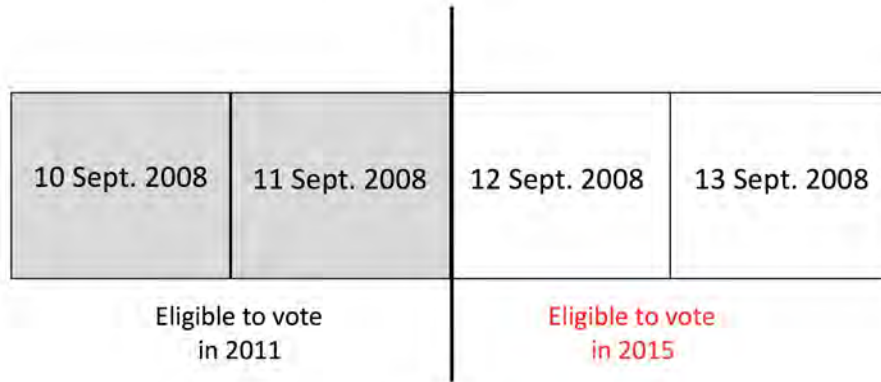 10 Sept. 2008 11 Sept. 2008 12 Sept. 2008 13 Sept. 2008
Eligible to vote
in 2011
Eligible to vote
in 2015